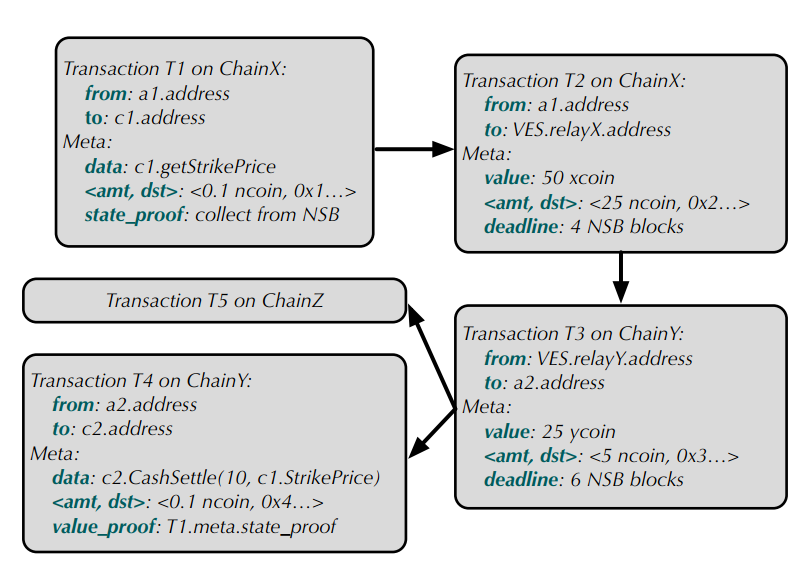 Transaction T1 on ChainX:
from: a1.address
to: c1.address
Meta:
data: c1.getStrikePrice
<amt, dst>: <0.1 ncoin, 0x1...>
state_proof: collect from NSB
Transaction T2 on ChainX:
from: a1.address
to: VES.relayX.address
Meta:
value: 50 xcoin
<amt, dst>: <25 ncoin, 0x2...>
deadline: 4 NSB blocks
Transaction T3 on ChainY:
from: VES.relayY.address
to: a2.address
Meta:
value: 25 ycoin
<amt, dst>: <5 ncoin, 0x3...>
deadline: 6 NSB blocks
Transaction T5 on ChainZ
Transaction T4 on ChainY:
from: a2.address
to: c2.address
Meta:
data: c2.CashSettle(10, c1.StrikePrice)
<amt, dst>: <0.1 ncoin, 0x4...>
value_proof: T1.meta.state_proof